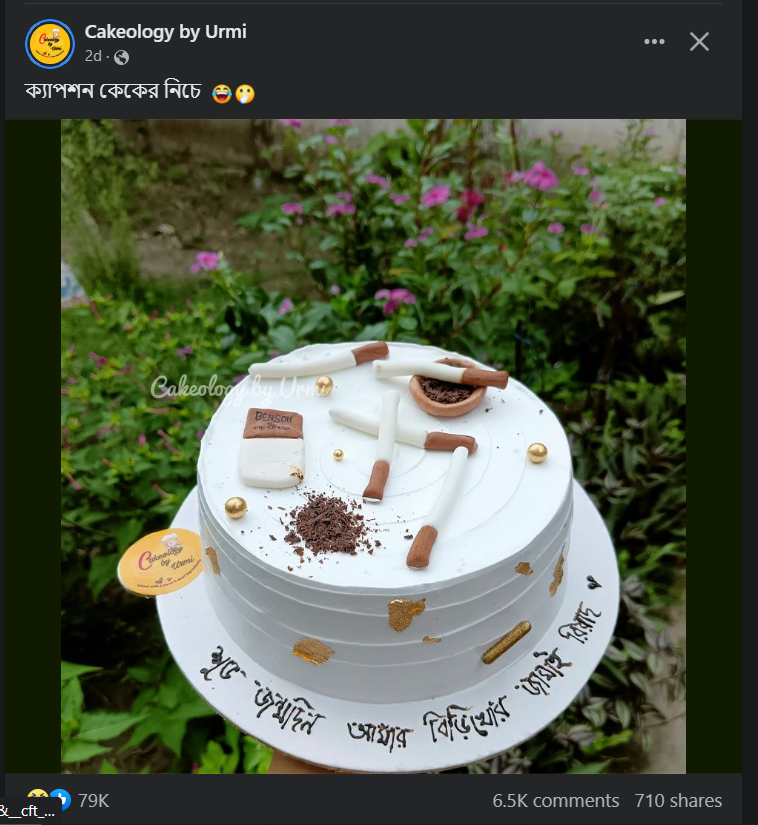 Cakeology by Urmi
2d ·
ক্যাপশন কেকের নিচে 😂🤭
Cakeology by Urmi
BENSON
Cakeology
by
Urmi
শুভ জন্মদিন আমার বিড়িখোর জামাই রিয়াদ
79K
6.5K comments 710 shares
&__cft_...